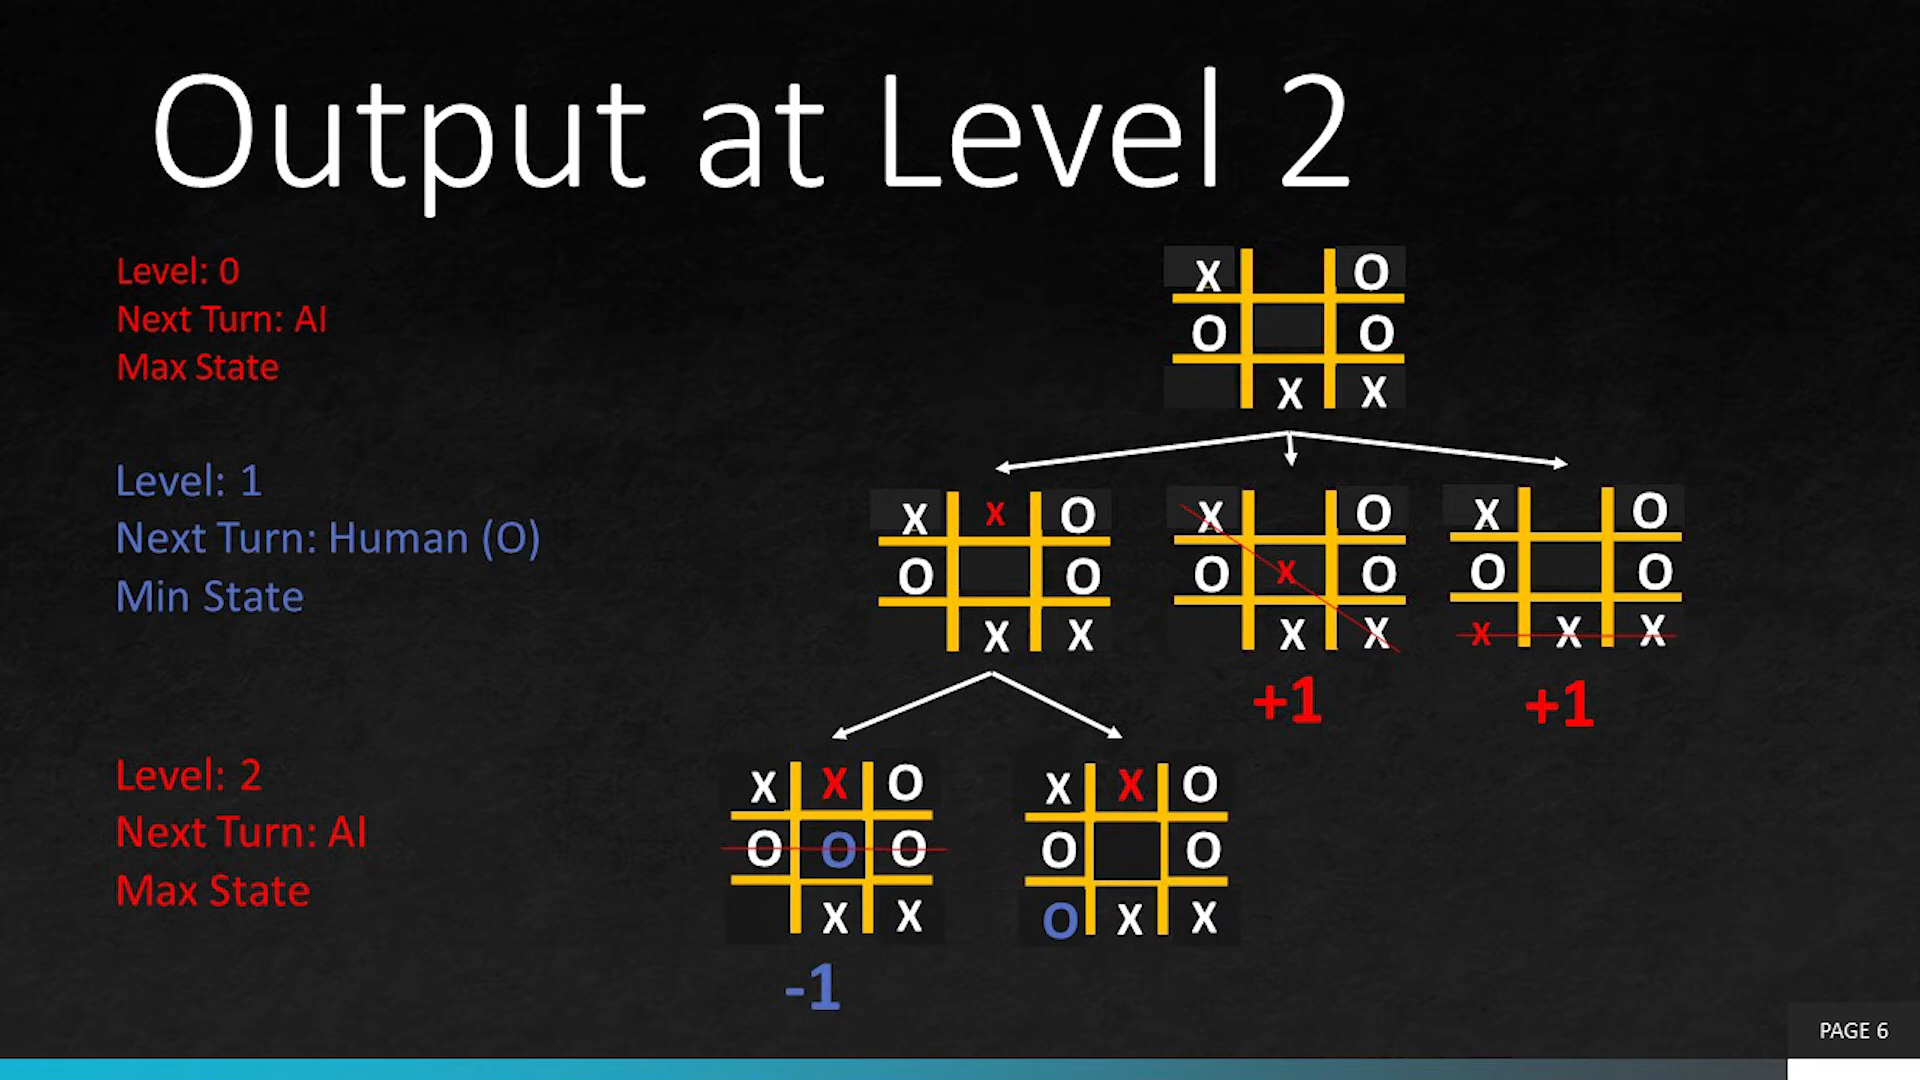 Output at Level 2
Level: 0
Next Turn: AI
Max State
X O
O O
X X
Level: 1
Next Turn: Human (O)
Min State
X X O
O O
X X
X O
O X O
X X
+1
X O
O O
X X X
+1
Level: 2
Next Turn: AI
Max State
X X O
O O O
X X
-1
X X O
O O
O X X
PAGE 6